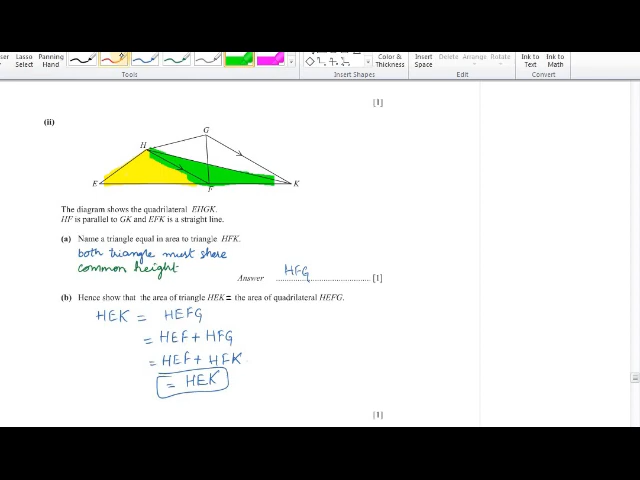 Lasso
Select
Panning
Hand
Color &
Thickness
Insert
Space
Delete
Arrange
Rotate
Ink to
Text
Ink to
Math
Tools
Insert Shapes
Edit
Convert
[1]
(ii)
G
H
E
F
K
The diagram shows the quadrilateral EHGK.
HF is parallel to GK and EFK is a straight line.
(a) Name a triangle equal in area to triangle HFK.
both triangle must share
common height
Answer HFG [1]
(b) Hence show that the area of triangle HEK = the area of quadrilateral HEFG.
HEK = HEFG
= HEF + HFG
= HEF + HFK
= HEK
[1]